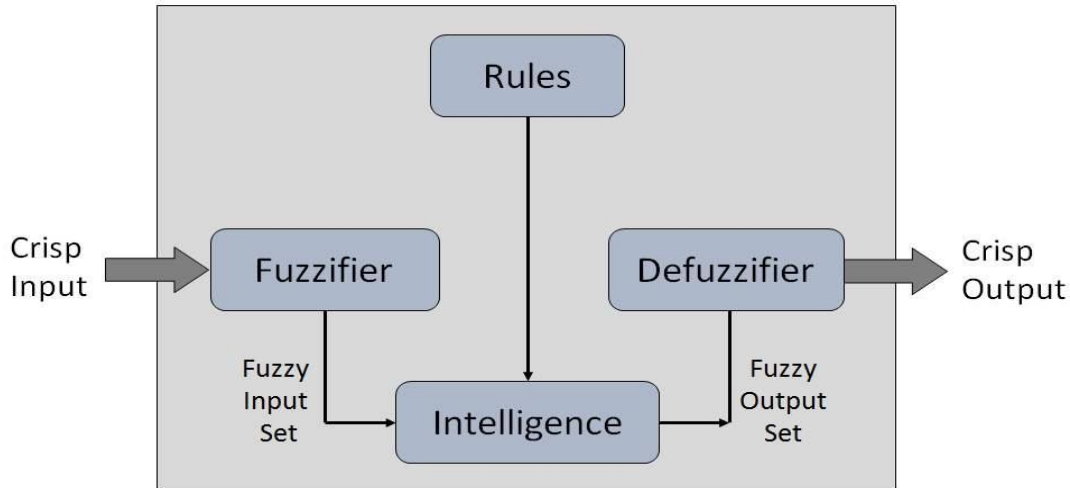 Rules
Crisp
Input
Fuzzifier
Defuzzifier
Crisp
Output
Fuzzy
Input
Set
Intelligence
Fuzzy
Output
Set